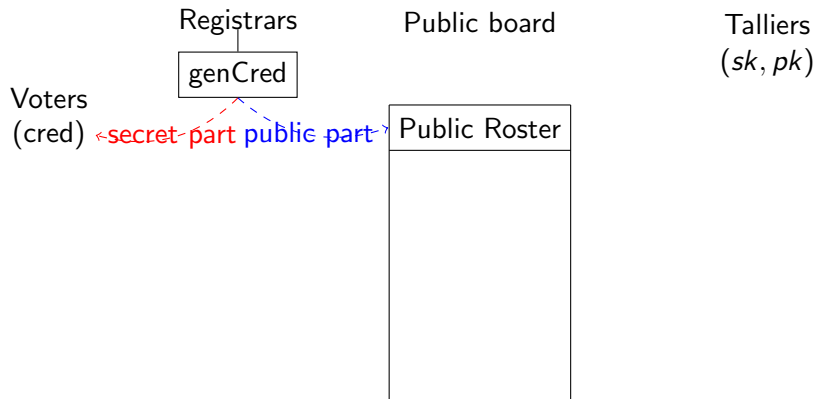 Registrars
Public board
Talliers
(sk, pk)
genCred
Voters
(cred)
secret part
public part
Public Roster